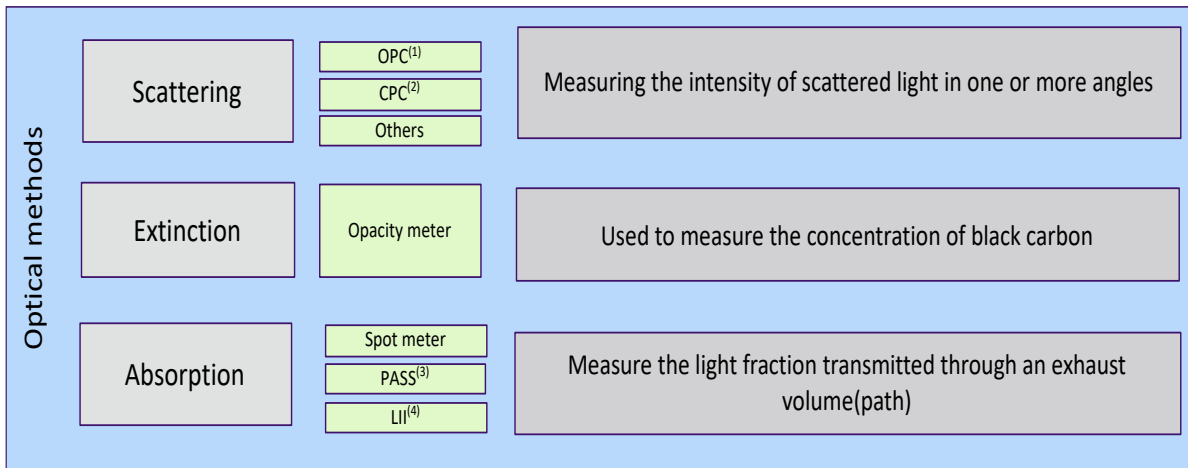 Optical methods
Scattering
OPC(1)
CPC(2)
Others
Measuring the intensity of scattered light in one or more angles
Extinction
Opacity meter
Used to measure the concentration of black carbon
Absorption
Spot meter
PASS(3)
LII(4)
Measure the light fraction transmitted through an exhaust
volume(path)